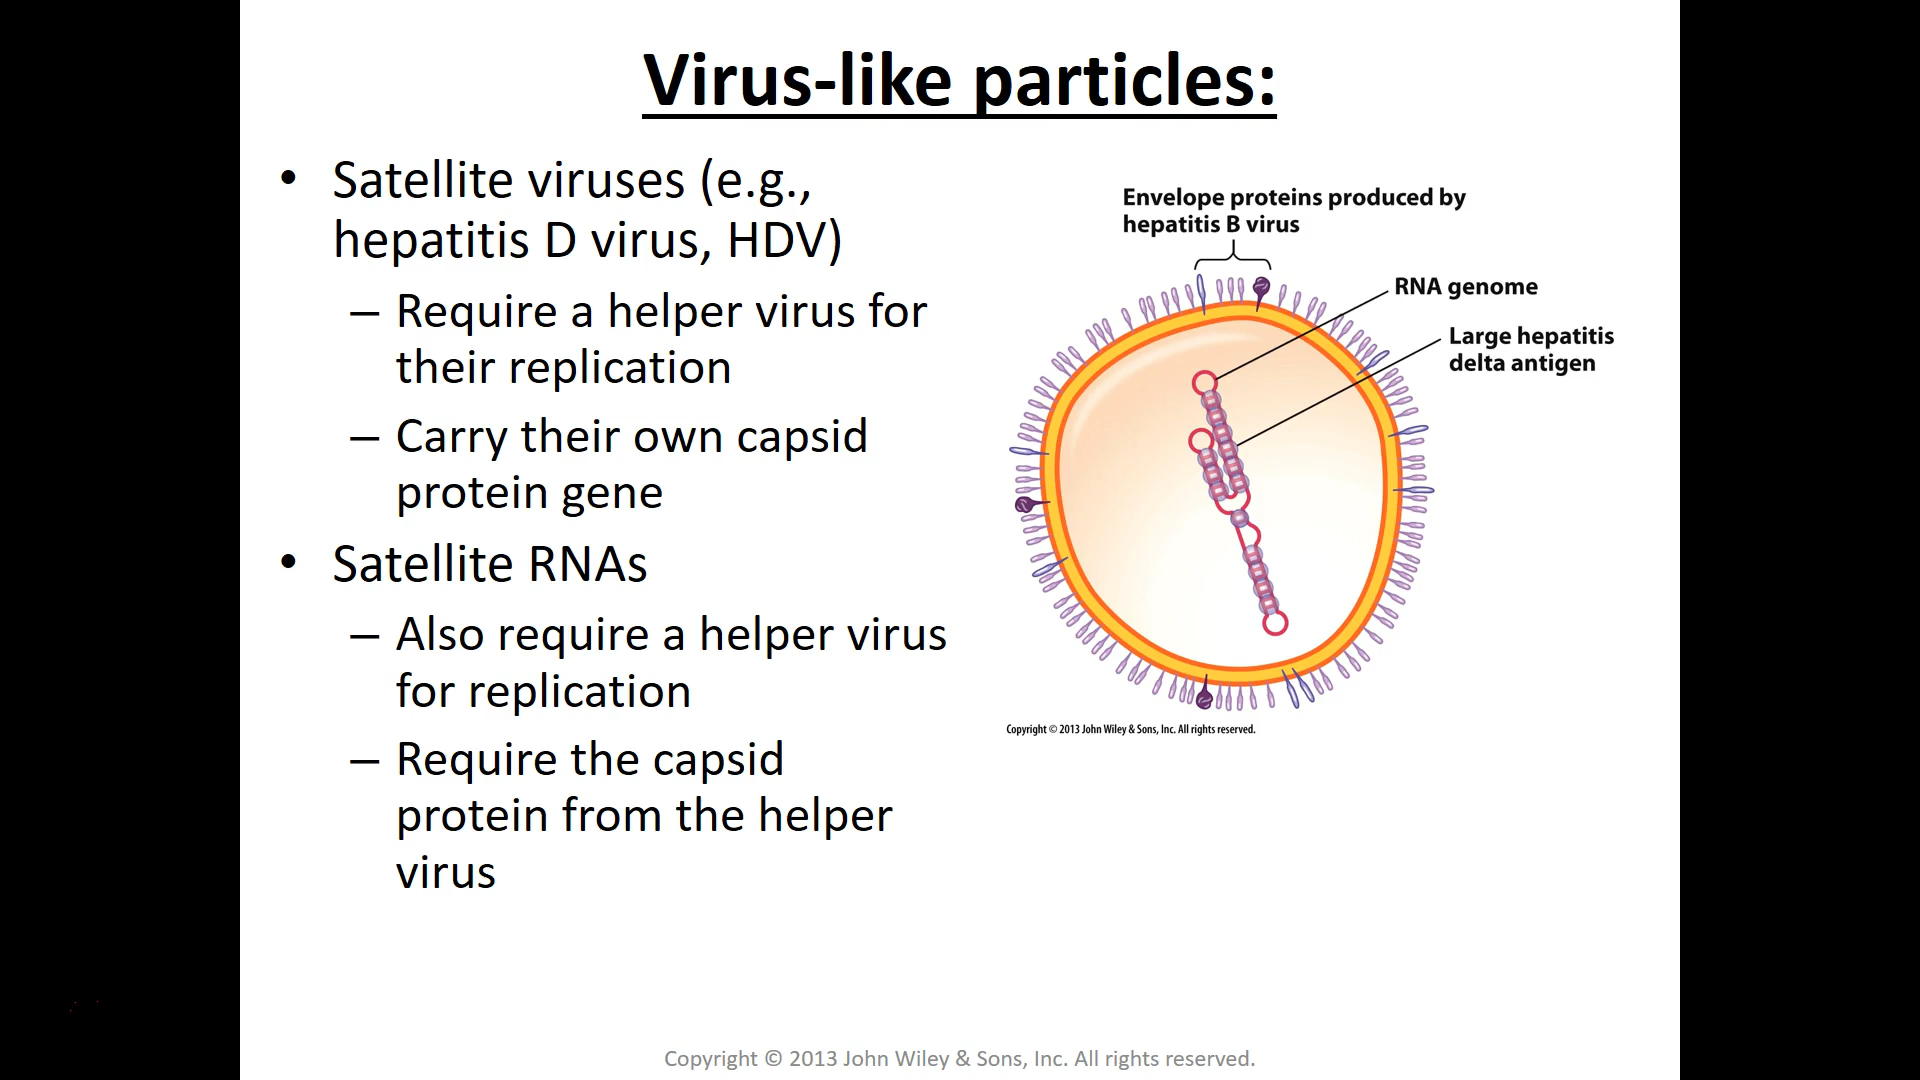 Virus-like particles:
• Satellite viruses (e.g.,
hepatitis D virus, HDV)
– Require a helper virus for
their replication
– Carry their own capsid
protein gene
• Satellite RNAs
– Also require a helper virus
for replication
– Require the capsid
protein from the helper
virus
Envelope proteins produced by
hepatitis B virus
RNA genome
Large hepatitis
delta antigen
Copyright © 2013 John Wiley & Sons, Inc. All rights reserved.
Copyright © 2013 John Wiley & Sons, Inc. All rights reserved.